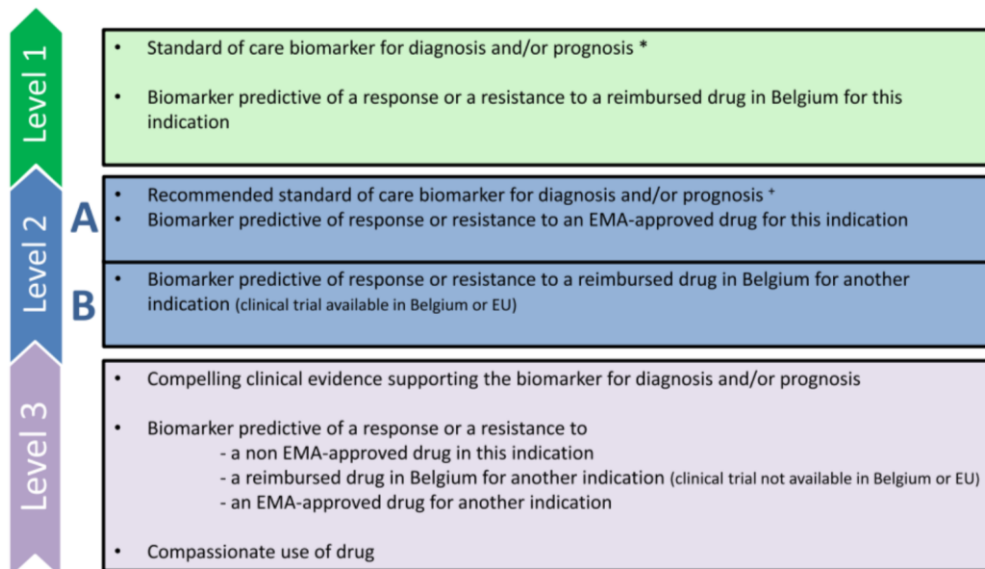 Level 1
• Standard of care biomarker for diagnosis and/or prognosis *
• Biomarker predictive of a response or a resistance to a reimbursed drug in Belgium for this
indication
Level 2
A
• Recommended standard of care biomarker for diagnosis and/or prognosis +
• Biomarker predictive of response or resistance to an EMA-approved drug for this indication
B
• Biomarker predictive of response or resistance to a reimbursed drug in Belgium for another
indication (clinical trial available in Belgium or EU)
Level 3
• Compelling clinical evidence supporting the biomarker for diagnosis and/or prognosis
• Biomarker predictive of a response or a resistance to
- a non EMA-approved drug in this indication
- a reimbursed drug in Belgium for another indication (clinical trial not available in Belgium or EU)
- an EMA-approved drug for another indication
• Compassionate use of drug